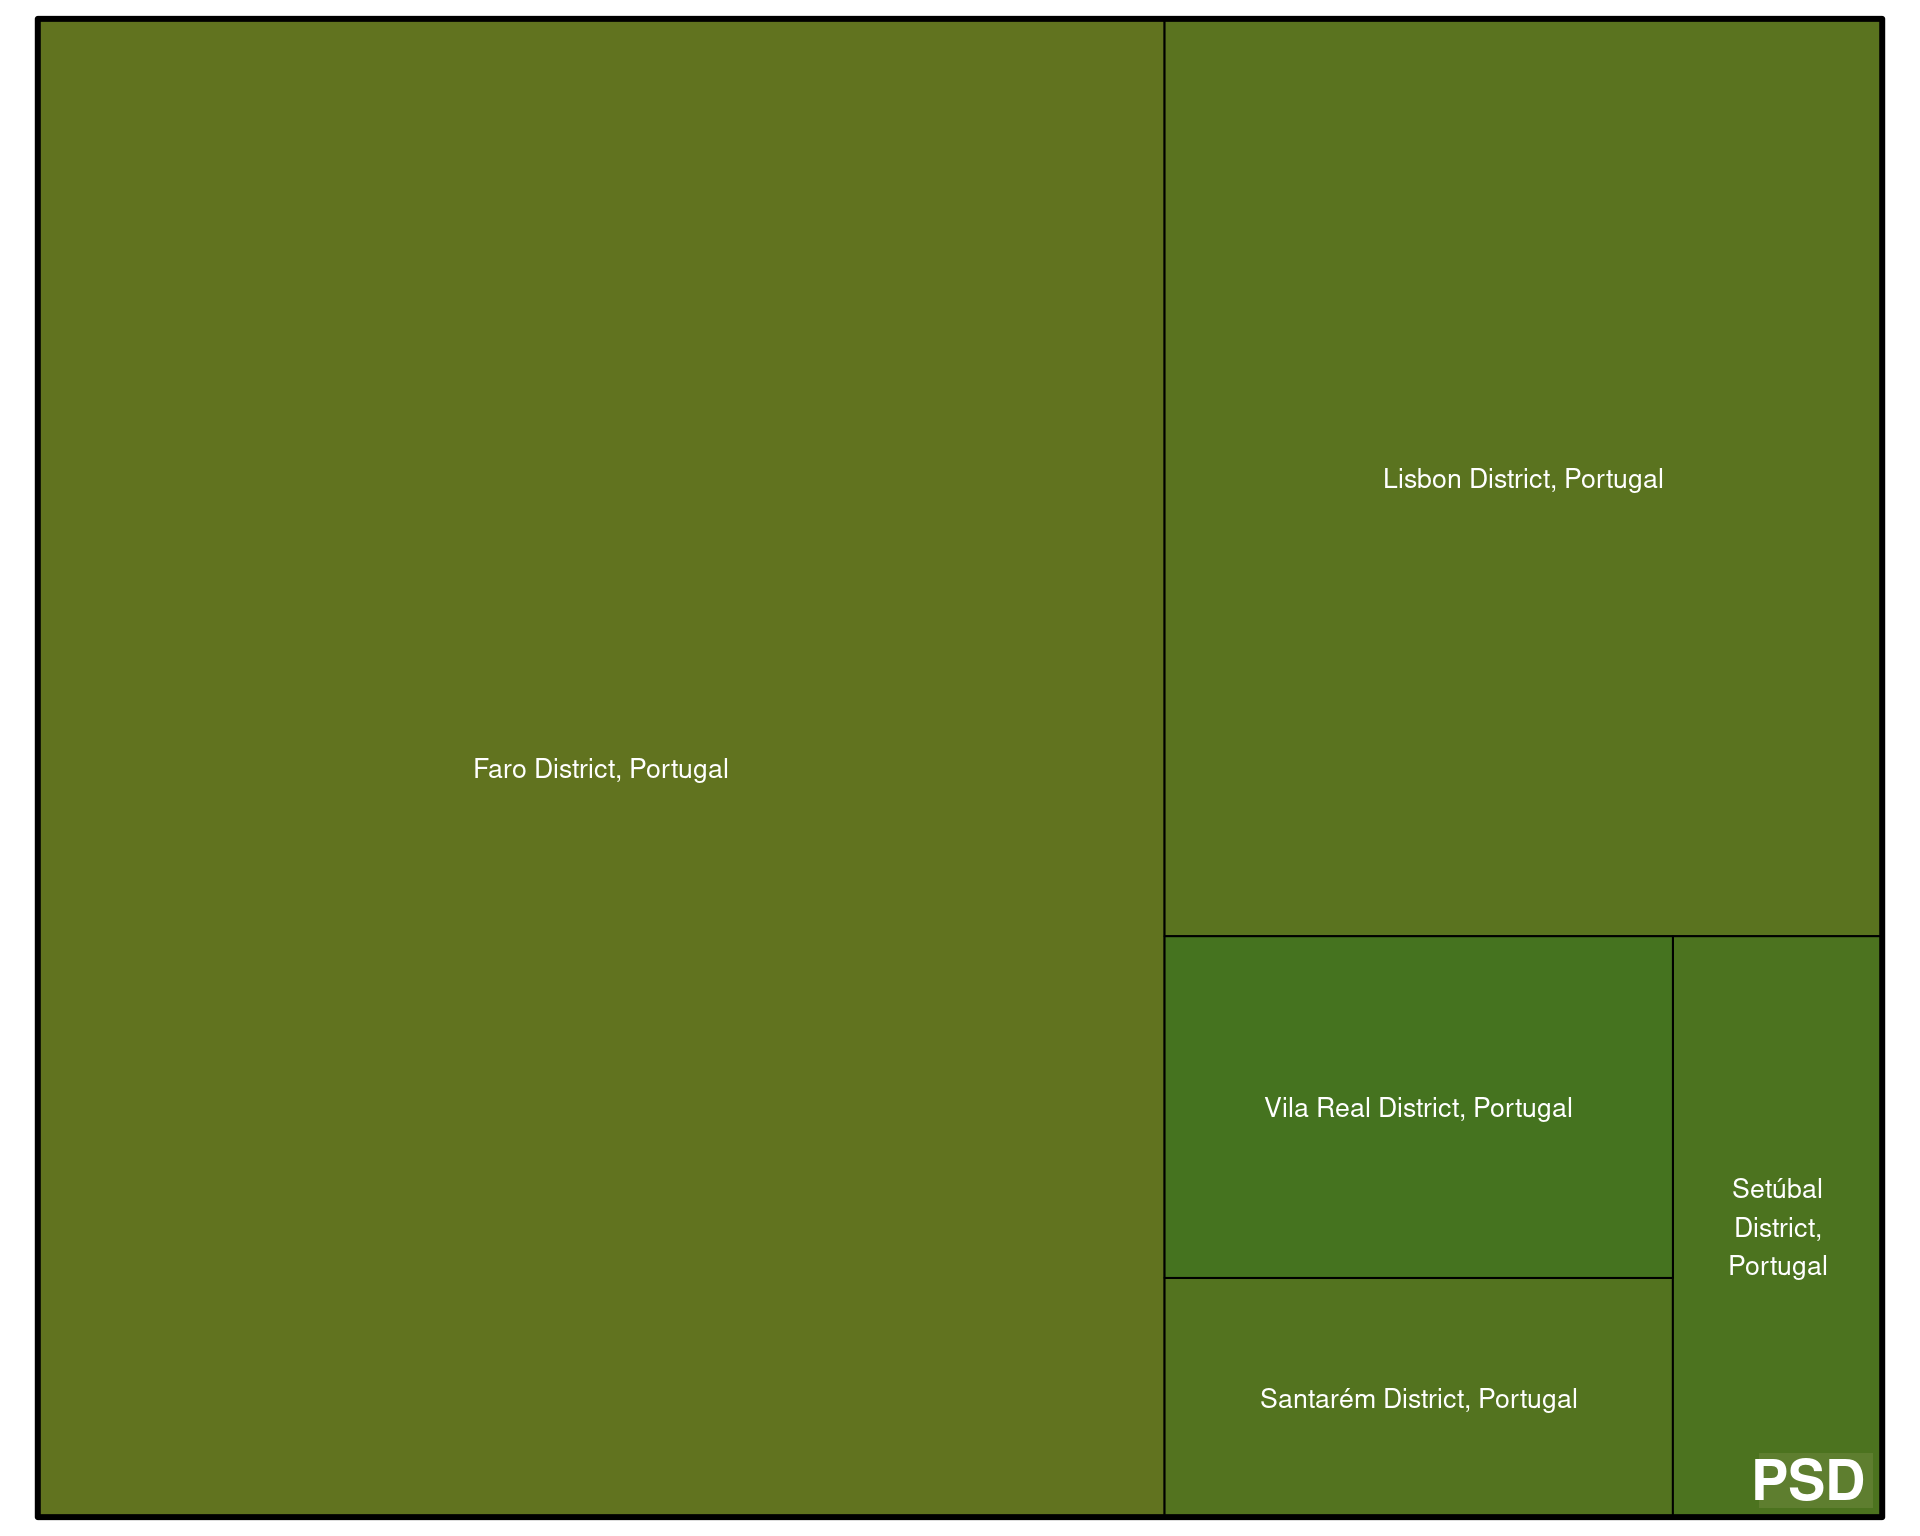 Faro District, Portugal
Lisbon District, Portugal
Vila Real District, Portugal
Setúbal
District,
Portugal
Santarém District, Portugal
PSD